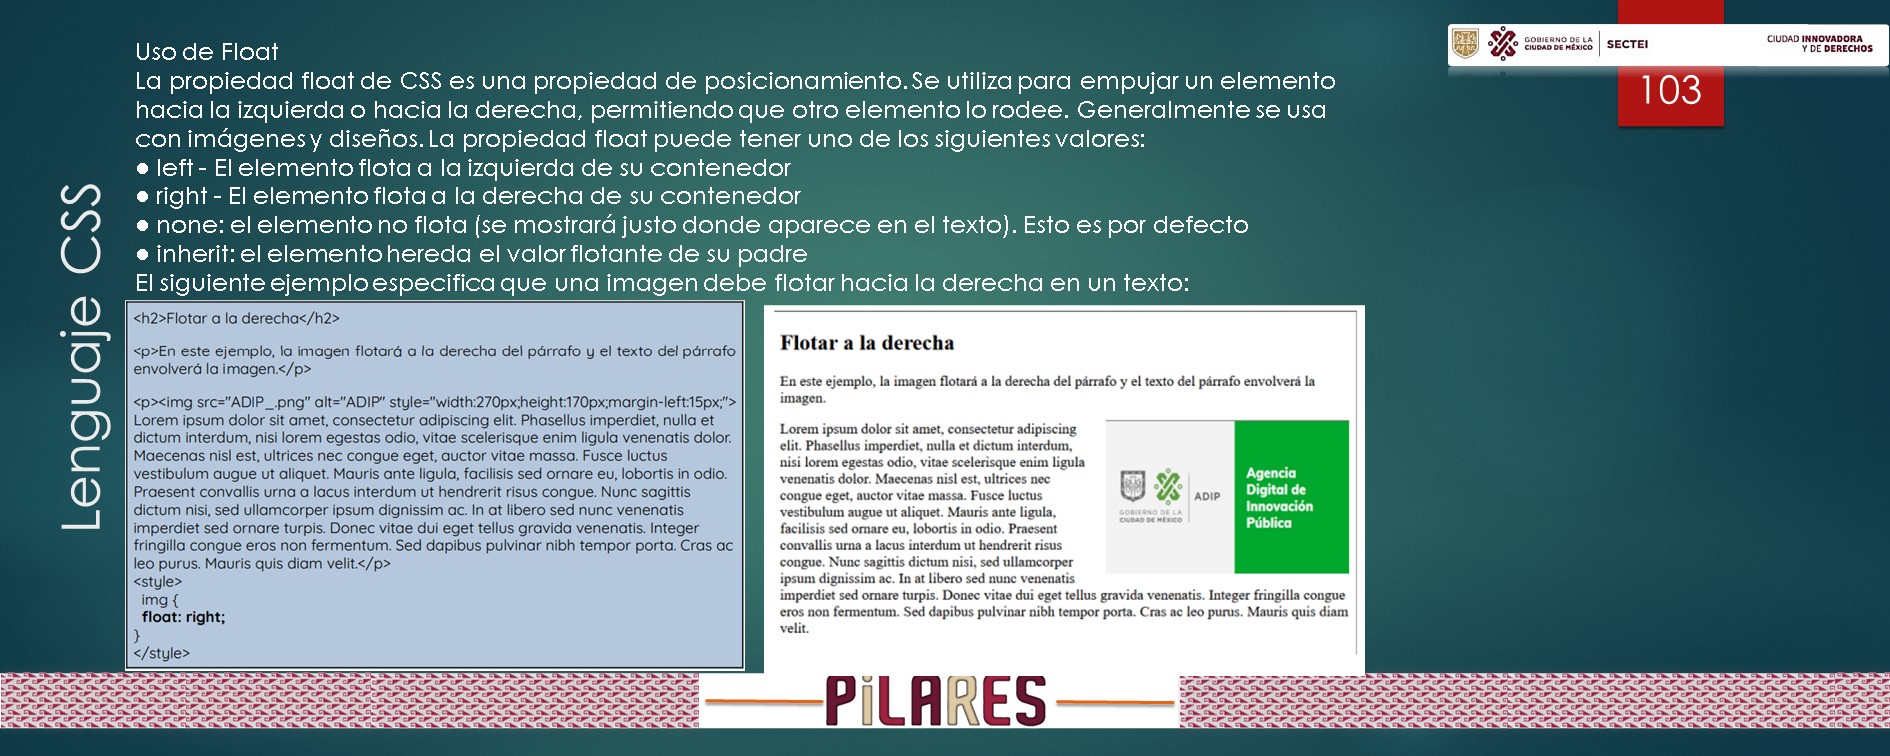 Uso de Float
La propiedad float de CSS es una propiedad de posicionamiento. Se utiliza para empujar un elemento
hacia la izquierda o hacia la derecha, permitiendo que otro elemento lo rodee. Generalmente se usa
con imágenes y diseños. La propiedad float puede tener uno de los siguientes valores:
● left - El elemento flota a la izquierda de su contenedor
● right - El elemento flota a la derecha de su contenedor
● none: el elemento no flota (se mostrará justo donde aparece en el texto). Esto es por defecto
● inherit: el elemento hereda el valor flotante de su padre
El siguiente ejemplo especifica que una imagen debe flotar hacia la derecha en un texto:
GOBIERNO DE LA
CIUDAD DE MÉXICO
SECTEI
CIUDAD INNOVADORA
Y DE DERECHOS
103
Lenguaje CSS
<h2>Flotar a la derecha</h2>
<p>En este ejemplo, la imagen flotará a la derecha del párrafo y el texto del párrafo
envolverá la imagen.</p>
<p><img src="ADIP_.png" alt="ADIP" style="width:270px;height:170px;margin-left:15px;">
Lorem ipsum dolor sit amet, consectetur adipiscing elit. Phasellus imperdiet, nulla et
dictum interdum, nisi lorem egestas odio, vitae scelerisque enim ligula venenatis dolor.
Maecenas nisl est, ultrices nec congue eget, auctor vitae massa. Fusce luctus
vestibulum augue ut aliquet. Mauris ante ligula, facilisis sed ornare eu, lobortis in odio.
Praesent convallis urna a lacus interdum ut hendrerit risus congue. Nunc sagittis
dictum nisi, sed ullamcorper ipsum dignissim ac. In at libero sed nunc venenatis
imperdiet sed ornare turpis. Donec vitae dui eget tellus gravida venenatis. Integer
fringilla congue eros non fermentum. Sed dapibus pulvinar nibh tempor porta. Cras ac
leo purus. Mauris quis diam velit.</p>
<style>
img {
float: right;
}
</style>
Flotar a la derecha
En este ejemplo, la imagen flotará a la derecha del párrafo y el texto del párrafo envolverá la
imagen.
Lorem ipsum dolor sit amet, consectetur adipiscing
elit. Phasellus imperdiet, nulla et dictum interdum,
nisi lorem egestas odio, vitae scelerisque enim ligula
venenatis dolor. Maecenas nisl est, ultrices nec
congue eget, auctor vitae massa. Fusce luctus
vestibulum augue ut aliquet. Mauris ante ligula,
facilisis sed ornare eu, lobortis in odio. Praesent
convallis urna a lacus interdum ut hendrerit risus
congue. Nunc sagittis dictum nisi, sed ullamcorper
ipsum dignissim ac. In at libero sed nunc venenatis
imperdiet sed ornare turpis. Donec vitae dui eget tellus gravida venenatis. Integer fringilla congue
eros non fermentum. Sed dapibus pulvinar nibh tempor porta. Cras ac leo purus. Mauris quis diam
velit.
GOBIERNO DE LA
CIUDAD DE MÉXICO
ADIP
Agencia
Digital de
Innovación
Pública
PiLARES